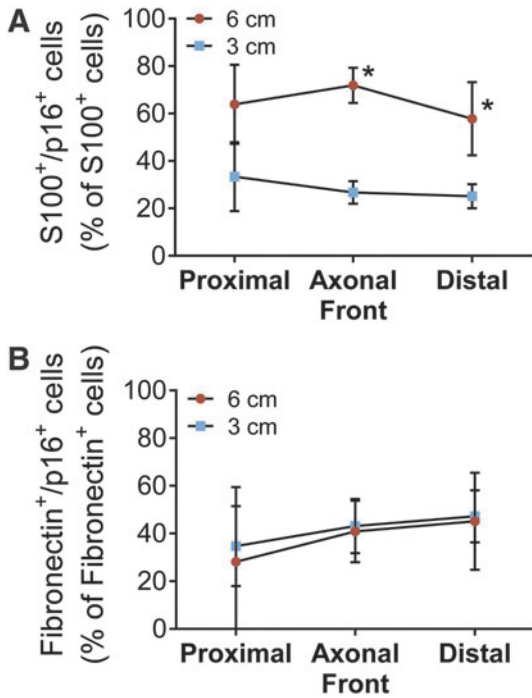 A
S100⁺/p16⁺ cells
(% of S100⁺)
100
80
60
40
20
0
6 cm
3 cm
*
*
Proximal
Axonal
Front
Distal
B
Fibronectin⁺/p16⁺ cells
(% of Fibronectin⁺ cells)
100
80
60
40
20
0
6 cm
3 cm
Proximal
Axonal
Front
Distal